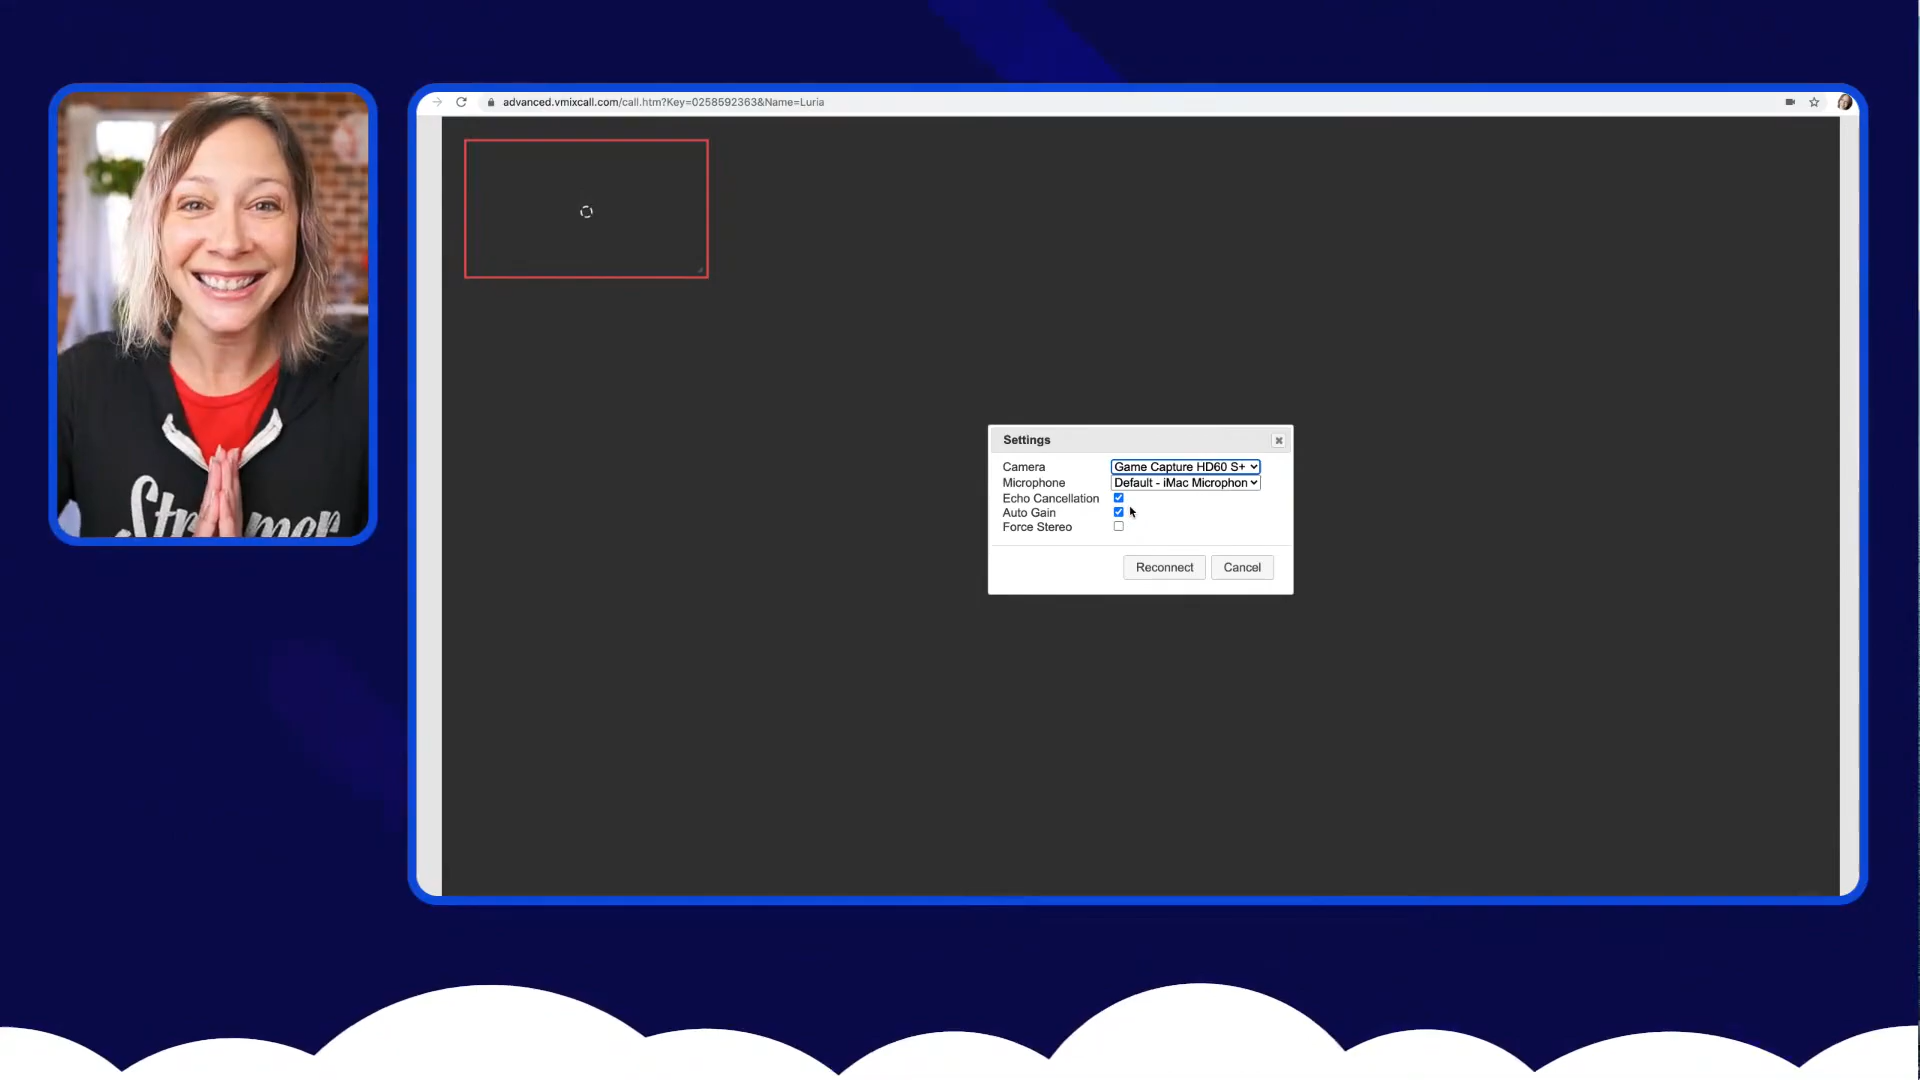 advanced.vmixcall.com/call.htm?Key=0258592363&Name=Luria
Settings
Camera Game Capture HD60 S+
Microphone Default - iMac Microphon
Echo Cancellation
Auto Gain
Force Stereo
Reconnect Cancel
Streamer